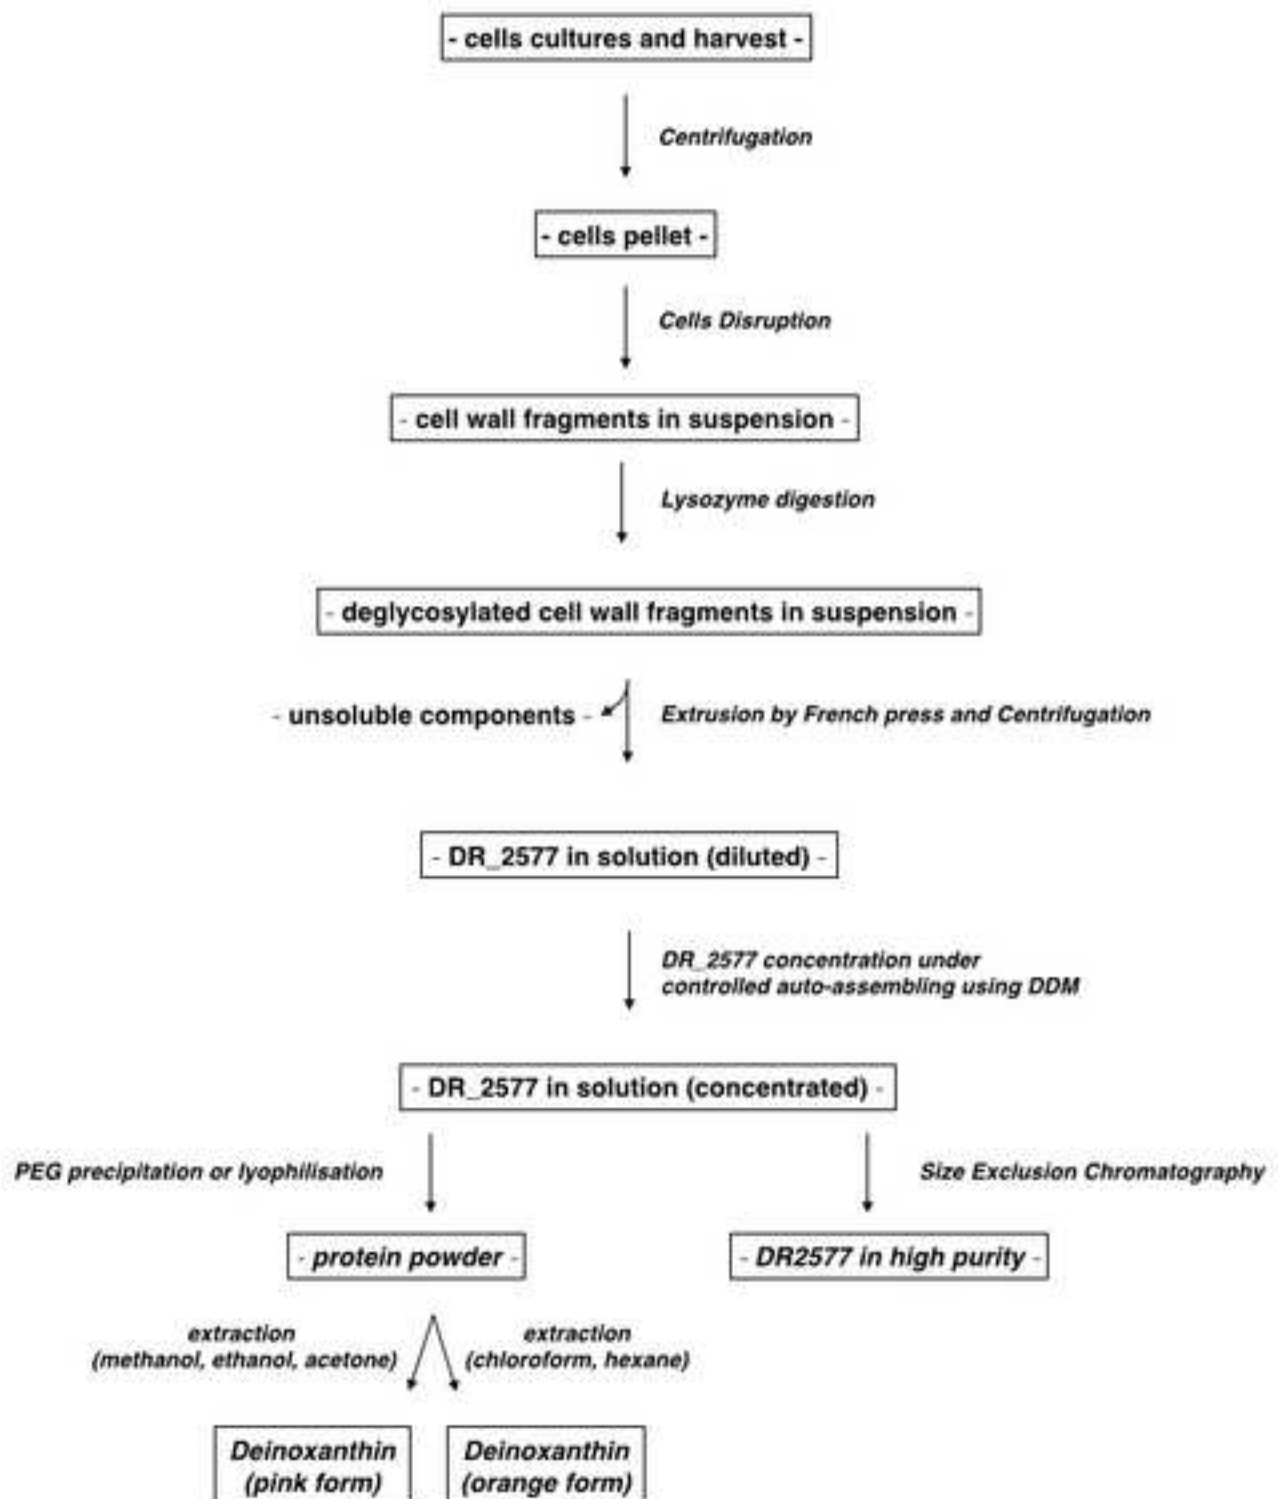 - cells cultures and harvest -
Centrifugation
- cells pellet -
Cells Disruption
- cell wall fragments in suspension -
Lysozyme digestion
- deglycosylated cell wall fragments in suspension -
- unsoluble components -
Extrusion by French press and Centrifugation
- DR_2577 in solution (diluted) -
DR_2577 concentration under
controlled auto-assembling using DDM
- DR_2577 in solution (concentrated) -
PEG precipitation or lyophilisation
Size Exclusion Chromatography
- protein powder -
- DR2577 in high purity -
extraction
(methanol, ethanol, acetone)
extraction
(chloroform, hexane)
Deinoxanthin
(pink form)
Deinoxanthin
(orange form)